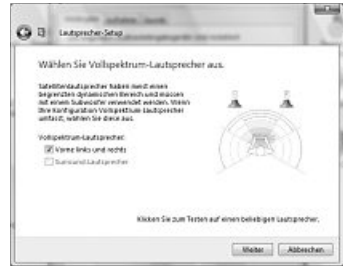 Lautsprecher-Setup
Wählen Sie Vollspektrum-Lautsprecher aus.
Satellitenlautsprecher haben meist einen
begrenzten dynamischen Bereich und müssen
mit einem Subwoofer verwendet werden. Wenn
Ihre Konfiguration Vollspektrum Lautsprecher
umfasst, wählen Sie diese aus.
Vollspektrum-Lautsprecher:
Vorne links und rechts
Surround Lautsprecher
Klicken Sie zum Testen auf einen beliebigen Lautsprecher.
Weiter
Abbrechen